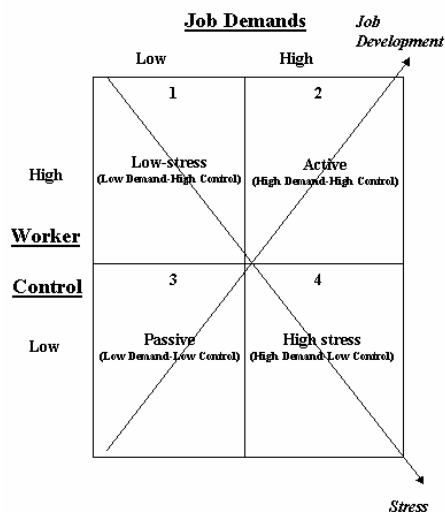 Job Demands
Job
Development
Low High
1 2
High
Low-stress
(Low Demand-High Control)
Active
(High Demand-High Control)
Worker
Control
3 4
Low
Passive
(Low Demand-Low Control)
High stress
(High Demand-Low Control)
Stress